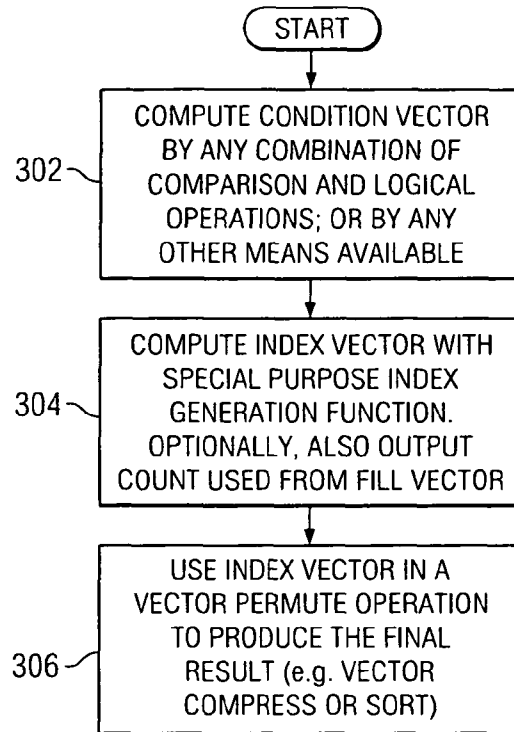 START
302
COMPUTE CONDITION VECTOR
BY ANY COMBINATION OF
COMPARISON AND LOGICAL
OPERATIONS; OR BY ANY
OTHER MEANS AVAILABLE
304
COMPUTE INDEX VECTOR WITH
SPECIAL PURPOSE INDEX
GENERATION FUNCTION.
OPTIONALLY, ALSO OUTPUT
COUNT USED FROM FILL VECTOR
306
USE INDEX VECTOR IN A
VECTOR PERMUTE OPERATION
TO PRODUCE THE FINAL
RESULT (e.g. VECTOR
COMPRESS OR SORT)